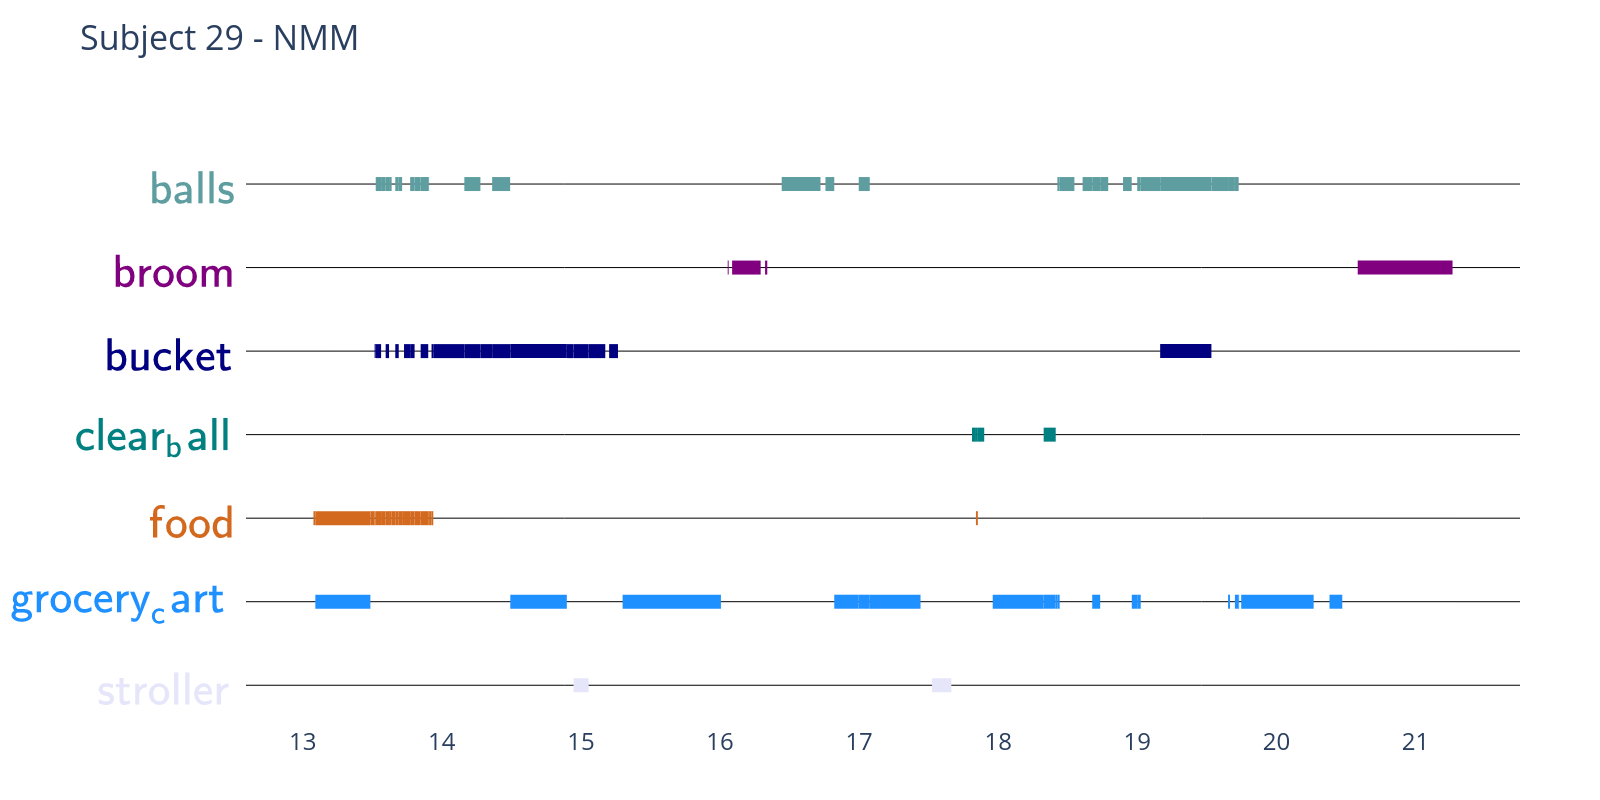 Subject 29 - NMM
balls
broom
bucket
clear_ball
food
grocery_cart
stroller
13 14 15 16 17 18 19 20 21